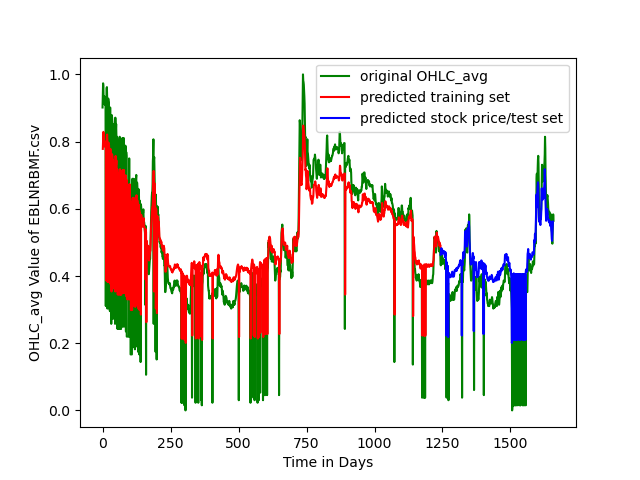 original OHLC_avg
predicted training set
predicted stock price/test set
OHLC_avg Value of EBLNRBMF.csv
1.0
0.8
0.6
0.4
0.2
0.0
0 250 500 750 1000 1250 1500
Time in Days